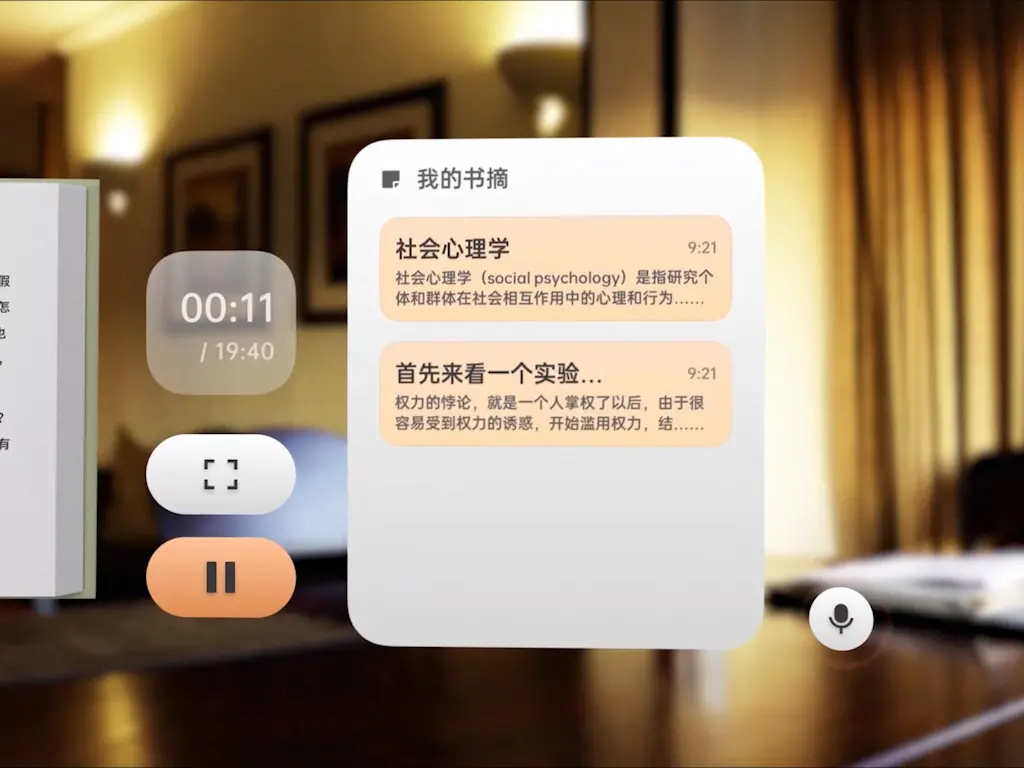 假
怎
也
，
？
有
00:11
/ 19:40
我的书摘
社会心理学
9:21
社会心理学（social psychology）是指研究个
体和群体在社会相互作用中的心理和行为......
首先来看一个实验...
9:21
权力的悖论，就是一个人掌权了以后，由于很
容易受到权力的诱惑，开始滥用权力，结......